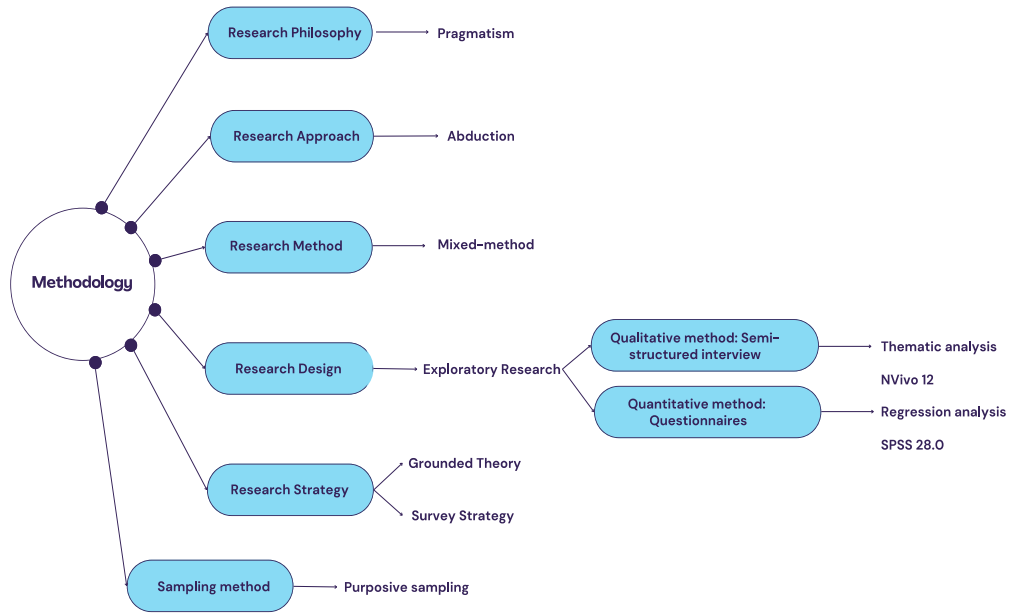 Research Philosophy
Pragmatism
Research Approach
Abduction
Research Method
Mixed-method
Methodology
Research Design
Exploratory Research
Qualitative method: Semi-
structured interview
Thematic analysis
NVivo 12
Quantitative method:
Questionnaires
Regression analysis
SPSS 28.0
Research Strategy
Grounded Theory
Survey Strategy
Sampling method
Purposive sampling